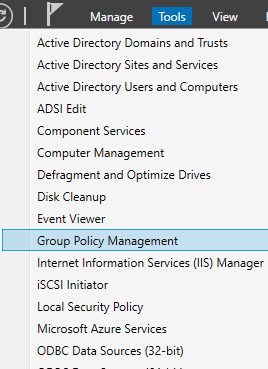 Manage Tools View
Active Directory Domains and Trusts
Active Directory Sites and Services
Active Directory Users and Computers
ADSI Edit
Component Services
Computer Management
Defragment and Optimize Drives
Disk Cleanup
Event Viewer
Group Policy Management
Internet Information Services (IIS) Manager
iSCSI Initiator
Local Security Policy
Microsoft Azure Services
ODBC Data Sources (32-bit)